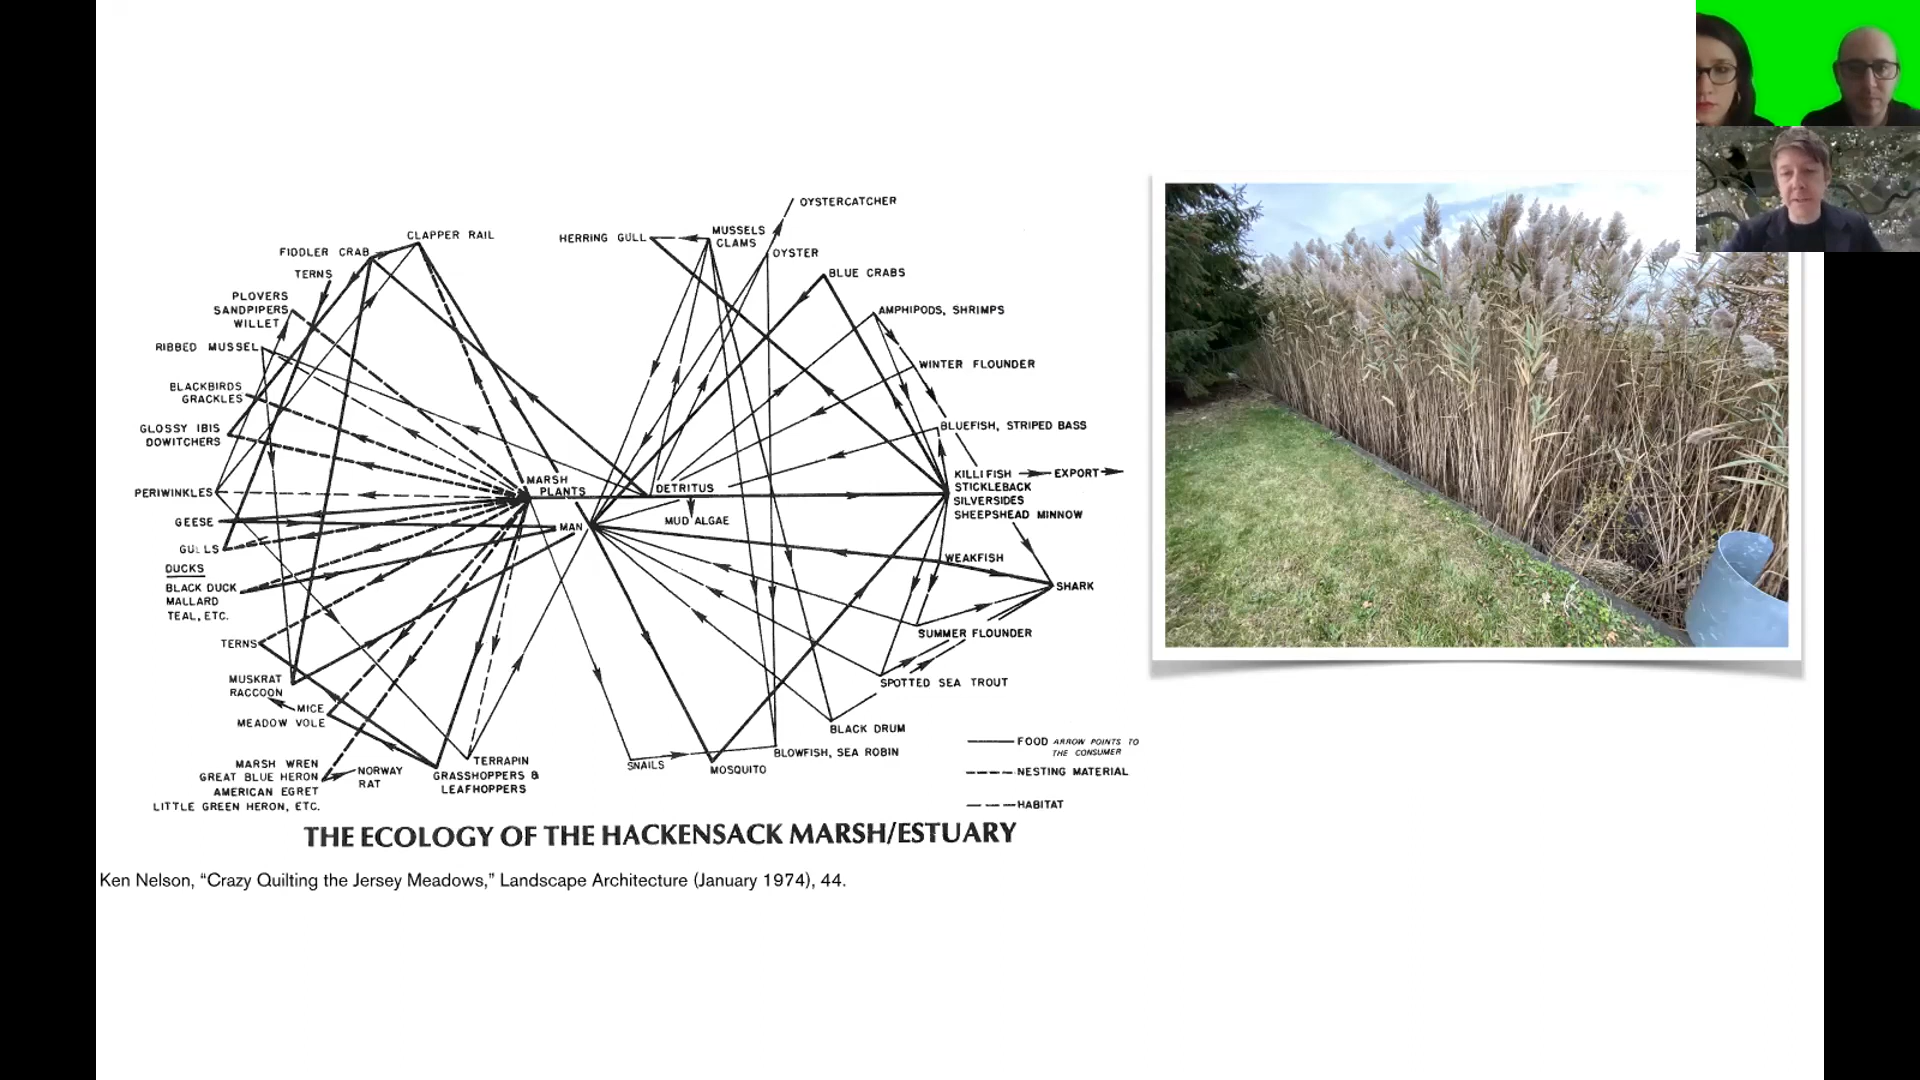 OYSTERCATCHER
CLAPPER RAIL
HERRING GULL
MUSSELS
CLAMS
FIDDLER CRAB
OYSTER
TERNS
BLUE CRABS
PLOVERS
SANDPIPERS
WILLET
AMPHIPODS, SHRIMPS
RIBBED MUSSEL
WINTER FLOUNDER
BLACKBIRDS
GRACKLES
GLOSSY IBIS
DOWITCHERS
BLUEFISH, STRIPED BASS
MARSH
PLANTS
DETRITUS
KILLIFISH
EXPORT
STICKLEBACK
SILVERSIDES
SHEEPSHEAD MINNOW
PERIWINKLES
GEESE
MAN
MUD ALGAE
GULLS
WEAKFISH
DUCKS
BLACK DUCK
MALLARD
TEAL, ETC.
SHARK
TERNS
SUMMER FLOUNDER
MUSKRAT
RACCOON
SPOTTED SEA TROUT
MICE
MEADOW VOLE
BLACK DRUM
MARSH WREN
GREAT BLUE HERON
AMERICAN EGRET
LITTLE GREEN HERON, ETC.
NORWAY
RAT
TERRAPIN
GRASSHOPPERS &
LEAFHOPPERS
SNAILS
MOSQUITO
BLOWFISH, SEA ROBIN
FOOD ARROW POINTS TO
THE CONSUMER
NESTING MATERIAL
HABITAT
THE ECOLOGY OF THE HACKENSACK MARSH/ESTUARY
Ken Nelson, “Crazy Quilting the Jersey Meadows,” Landscape Architecture (January 1974), 44.